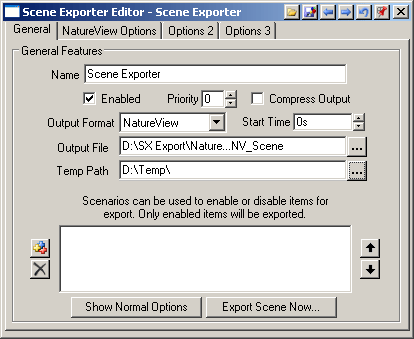 Scene Exporter Editor - Scene Exporter
General NatureView Options Options 2 Options 3
General Features
Name Scene Exporter
Enabled Priority 0 Compress Output
Output Format NatureView Start Time 0s
Output File D:\SX Export\Nature...NV_Scene ...
Temp Path D:\Temp\ ...
Scenarios can be used to enable or disable items for
export. Only enabled items will be exported.
Show Normal Options Export Scene Now...